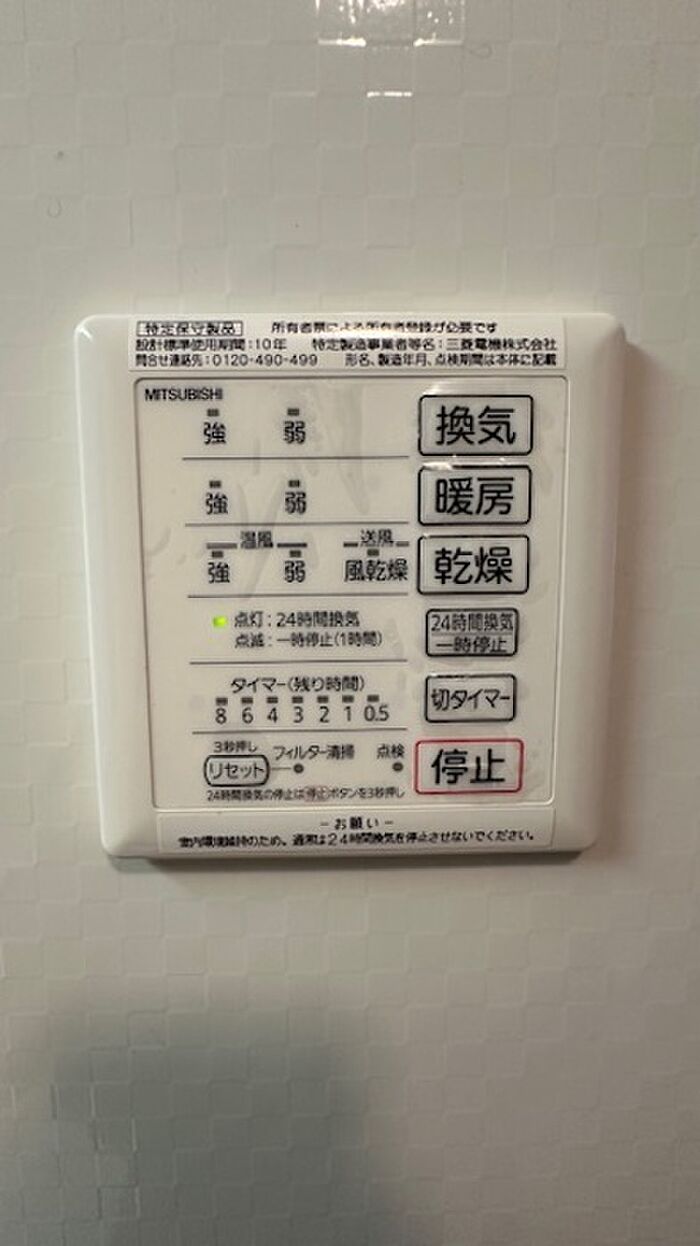 特定保守製品 所有者票による所有者登録が必要です
設計標準使用期間:10年 特定製造事業者等名:三菱電機株式会社
問合せ連絡先:0120-490-499 形名、製造年月、点検期間は本体に記載
MITSUBISHI
強 弱 換気
強 弱 暖房
温風 送風
強 弱 風乾燥 乾燥
点灯:24時間換気
点滅:一時停止(1時間)
24時間換気
一時停止
タイマー(残り時間)
8 6 4 3 2 1 0.5
切タイマー
3秒押し
リセット フィルター清掃 点検
停止
24時間換気の停止は停止ボタンを3秒押し
-お願い-
室内環境維持のため、通常は24時間換気を停止させないでください。